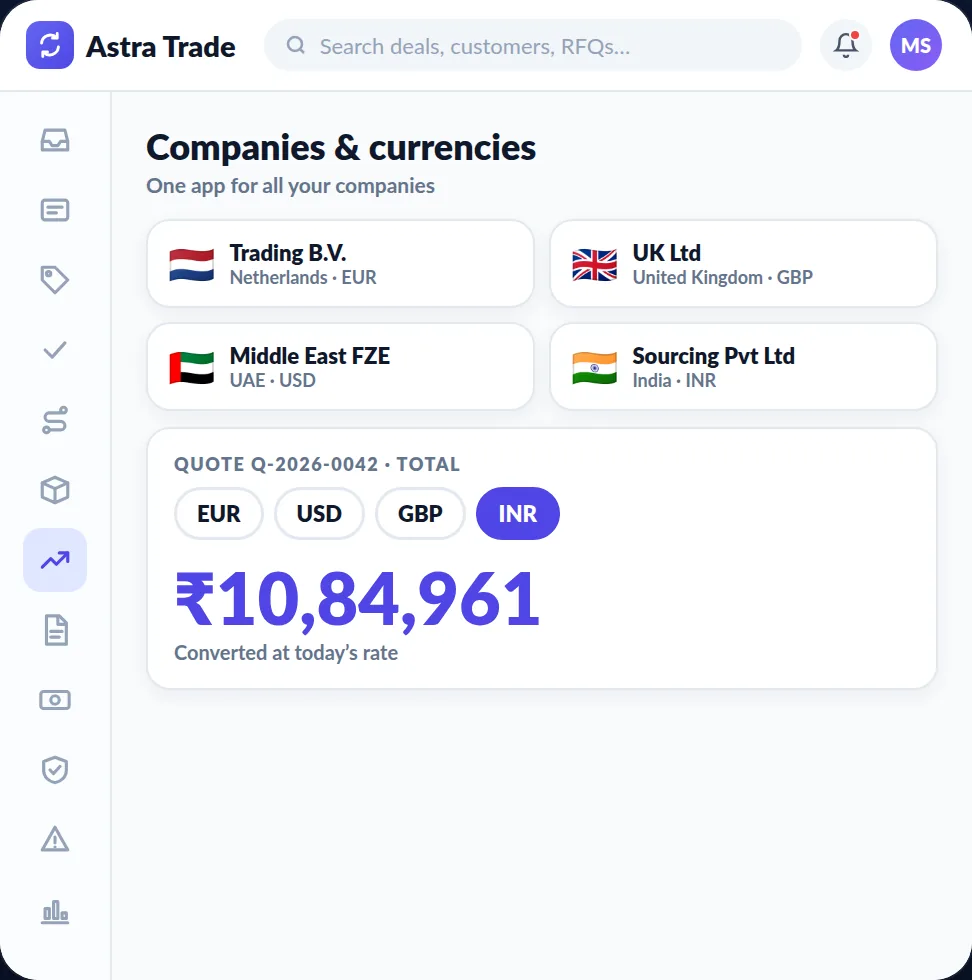 Astra Trade
Search deals, customers, RFQs...
MS
Companies & currencies
One app for all your companies
Trading B.V.
Netherlands · EUR
UK Ltd
United Kingdom · GBP
Middle East FZE
UAE · USD
Sourcing Pvt Ltd
India · INR
QUOTE Q-2026-0042 · TOTAL
EUR USD GBP INR
₹10,84,961
Converted at today’s rate